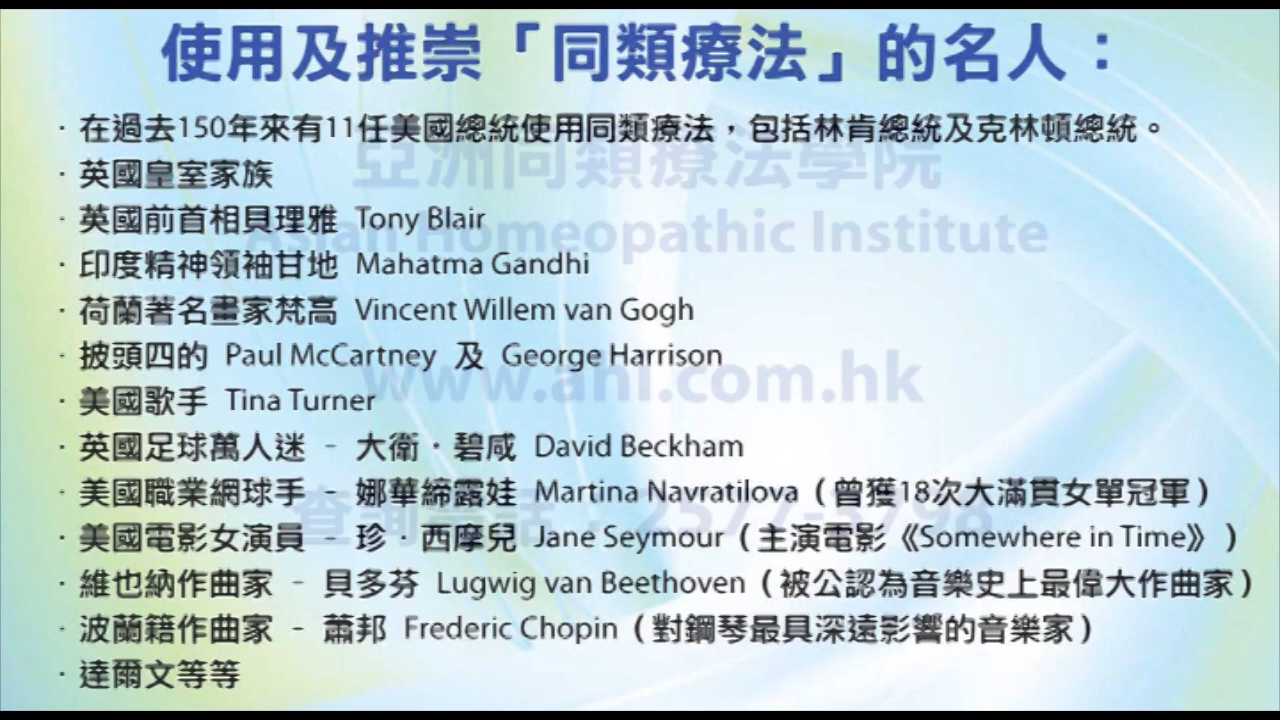 使用及推崇「同類療法」的名人：
· 在過去150年來有11任美國總統使用同類療法，包括林肯總統及克林頓總統。
亞洲同類療法學院
· 英國皇室家族
· 英國前首相貝理雅 Tony Blair
Asian Homeopathic Institute
· 印度精神領袖甘地 Mahatma Gandhi
· 荷蘭著名畫家梵高 Vincent Willem van Gogh
· 披頭四的 Paul McCartney 及 George Harrison
www.ahi.com.hk
· 美國歌手 Tina Turner
· 英國足球萬人迷 - 大衛·碧咸 David Beckham
· 美國職業網球手 - 娜華締露娃 Martina Navratilova（曾獲18次大滿貫女單冠軍）
· 美國電影女演員 - 珍·西摩兒 Jane Seymour（主演電影《Somewhere in Time》）
· 維也納作曲家 - 貝多芬 Lugwig van Beethoven（被公認為音樂史上最偉大作曲家）
· 波蘭籍作曲家 - 蕭邦 Frederic Chopin（對鋼琴最具深遠影響的音樂家）
· 達爾文等等